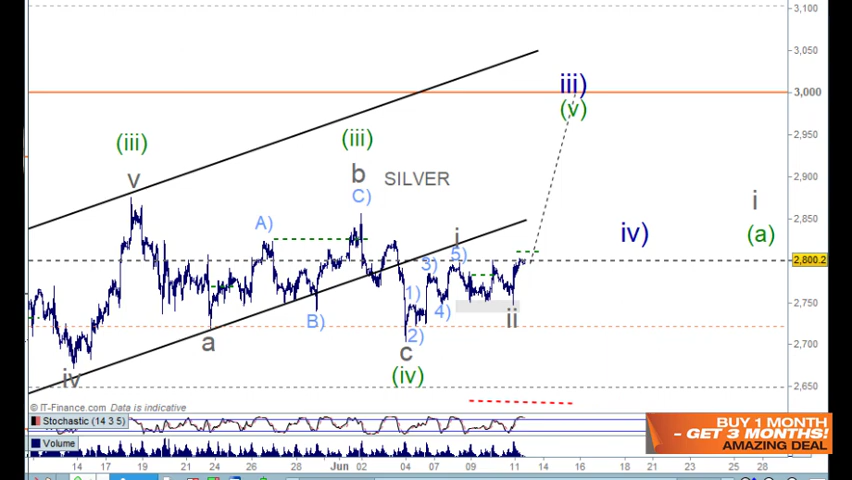 3,100
3,050
iii)
3,000
(v)
2,950
(iii)
(iii)
v
b
SILVER
C)
i
2,900
A)
2,850
i
iv)
(a)
5)
3)
2,800.2
1)
4)
2,750
B)
ii
2)
a
c
2,700
iv
(iv)
2,650
© IT-Finance.com Data is indicative
Stochastic (14 3 5)
BUY 1 MONTH
- GET 3 MONTHS!
AMAZING DEAL
Volume
14 17 19 21 24 26 28 Jun 02 04 07 09 11 14 16 18 21 23 25 28